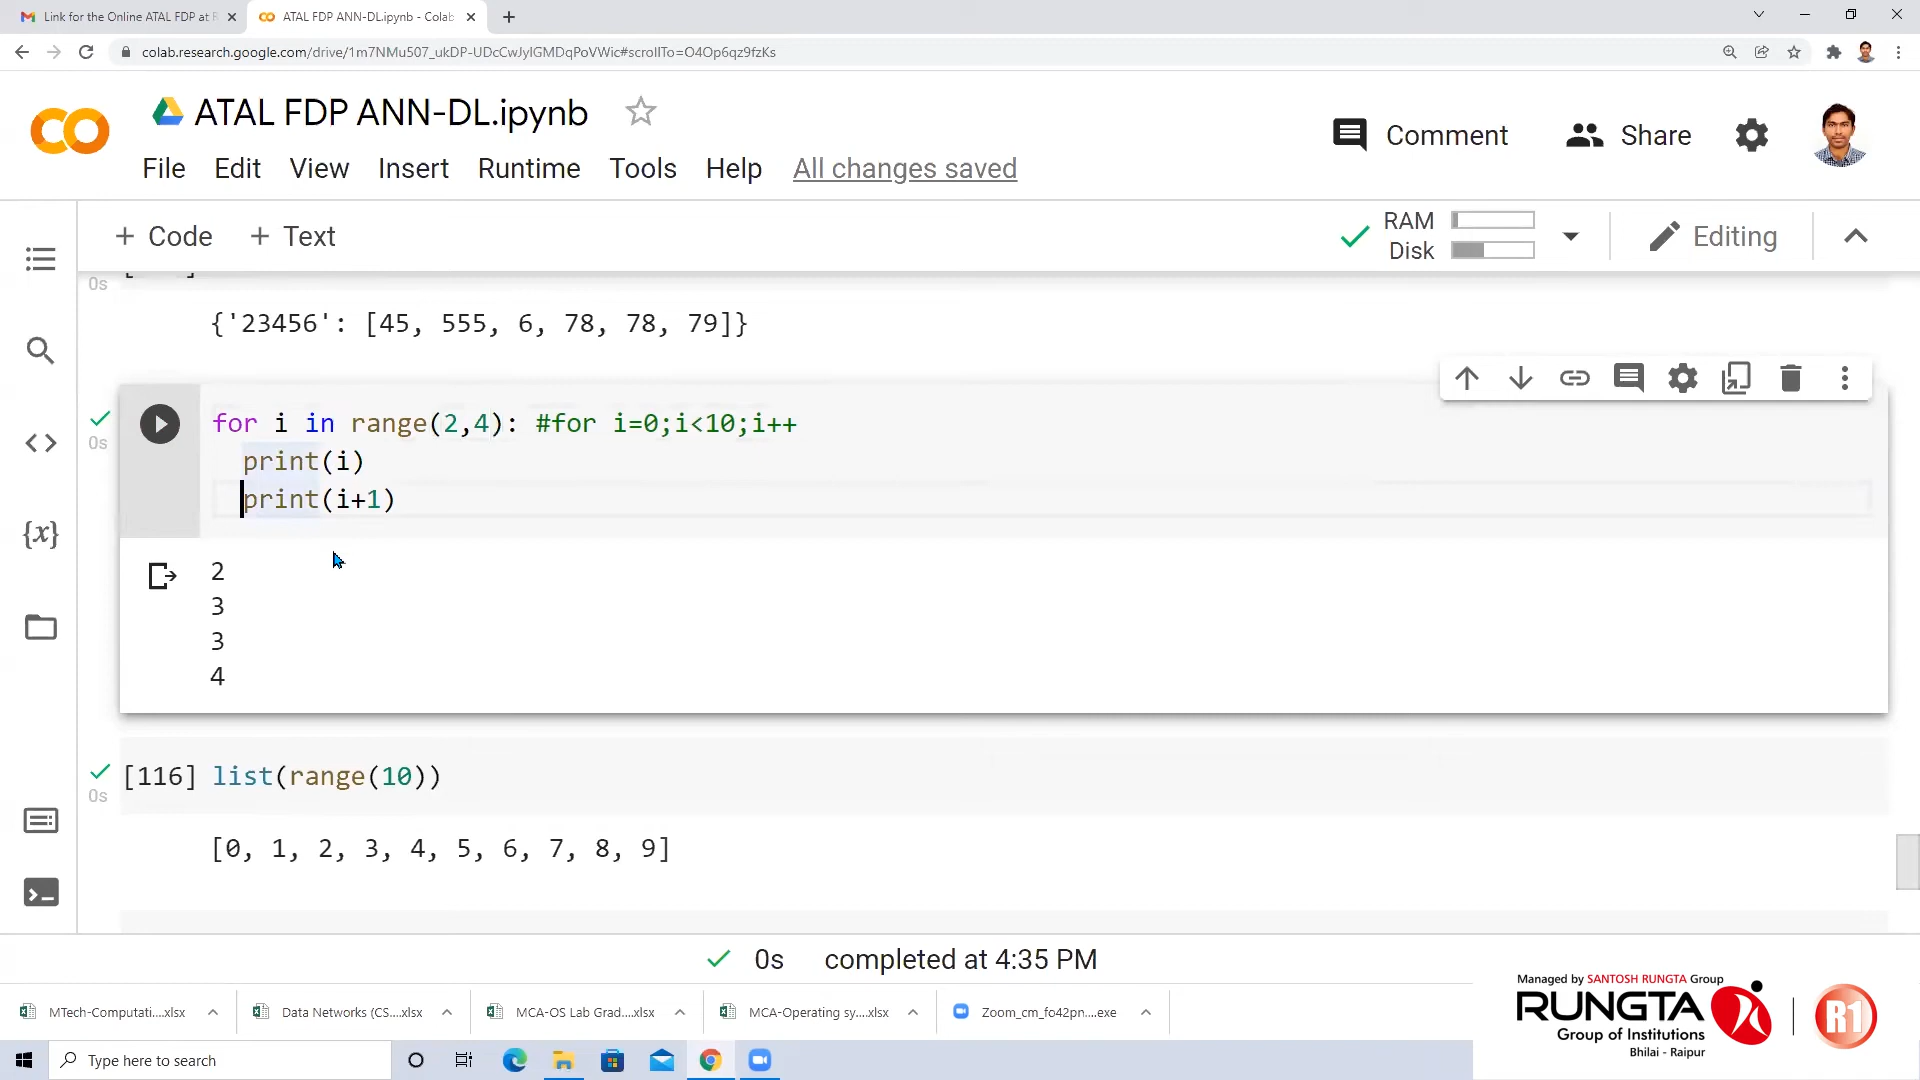 Link for the Online ATAL FDP at R
ATAL FDP ANN-DL.ipynb - Colab
colab.research.google.com/drive/1m7NMu507_ukDP-UDcCwJyIGMDqPoVWic#scrollTo=O4Op6qz9fzKs
ATAL FDP ANN-DL.ipynb
Comment
Share
File Edit View Insert Runtime Tools Help All changes saved
+ Code + Text
RAM
Disk
Editing
0s
{'23456': [45, 555, 6, 78, 78, 79]}
for i in range(2,4): #for i=0;i<10;i++
0s
print(i)
print(i+1)
2
3
3
4
[116] list(range(10))
0s
[0, 1, 2, 3, 4, 5, 6, 7, 8, 9]
0s completed at 4:35 PM
MTech-Computati....xlsx
Data Networks (CS....xlsx
MCA-OS Lab Grad....xlsx
MCA-Operating sy....xlsx
Zoom_cm_fo42pn....exe
Type here to search
Managed by SANTOSH RUNGTA Group
RUNGTA
Group of Institutions
Bhilai - Raipur
R1